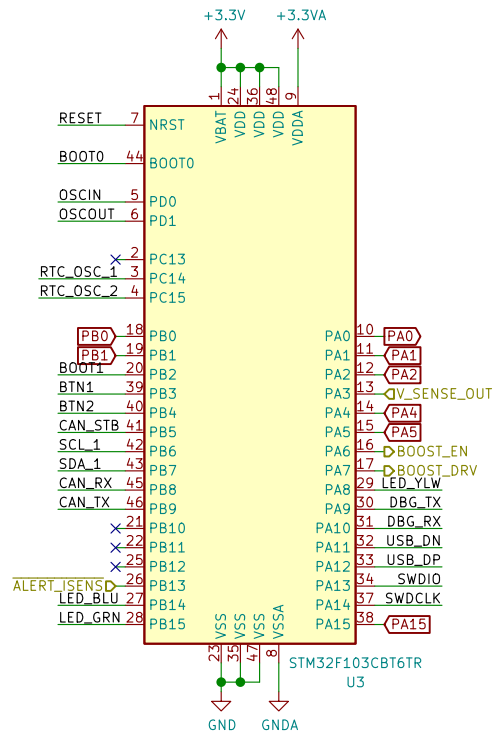 +3.3V +3.3VA
1 24 36 48 9
VBAT VDD VDD VDD VDDA
RESET 7 NRST
BOOT0 44 BOOT0
OSCIN 5 PD0
OSCOUT 6 PD1
2 PC13
RTC_OSC_1 3 PC14
RTC_OSC_2 4 PC15
PB0 18 PB0 PA0 10 PA0
PB1 19 PB1 PA1 11 PA1
BOOT1 20 PB2 PA2 12 PA2
BTN1 39 PB3 PA3 13 V_SENSE_OUT
BTN2 40 PB4 PA4 14 PA4
CAN_STB 41 PB5 PA5 15 PA5
SCL_1 42 PB6 PA6 16 BOOST_EN
SDA_1 43 PB7 PA7 17 BOOST_DRV
CAN_RX 45 PB8 PA8 29 LED_YLW
CAN_TX 46 PB9 PA9 30 DBG_TX
21 PB10 PA10 31 DBG_RX
22 PB11 PA11 32 USB_DN
25 PB12 PA12 33 USB_DP
ALERT_ISENS 26 PB13 PA13 34 SWDIO
LED_BLU 27 PB14 PA14 37 SWDCLK
LED_GRN 28 PB15 PA15 38 PA15
VSS VSS VSS VSSA
23 35 47 8
STM32F103CBT6TR
U3
GND GNDA